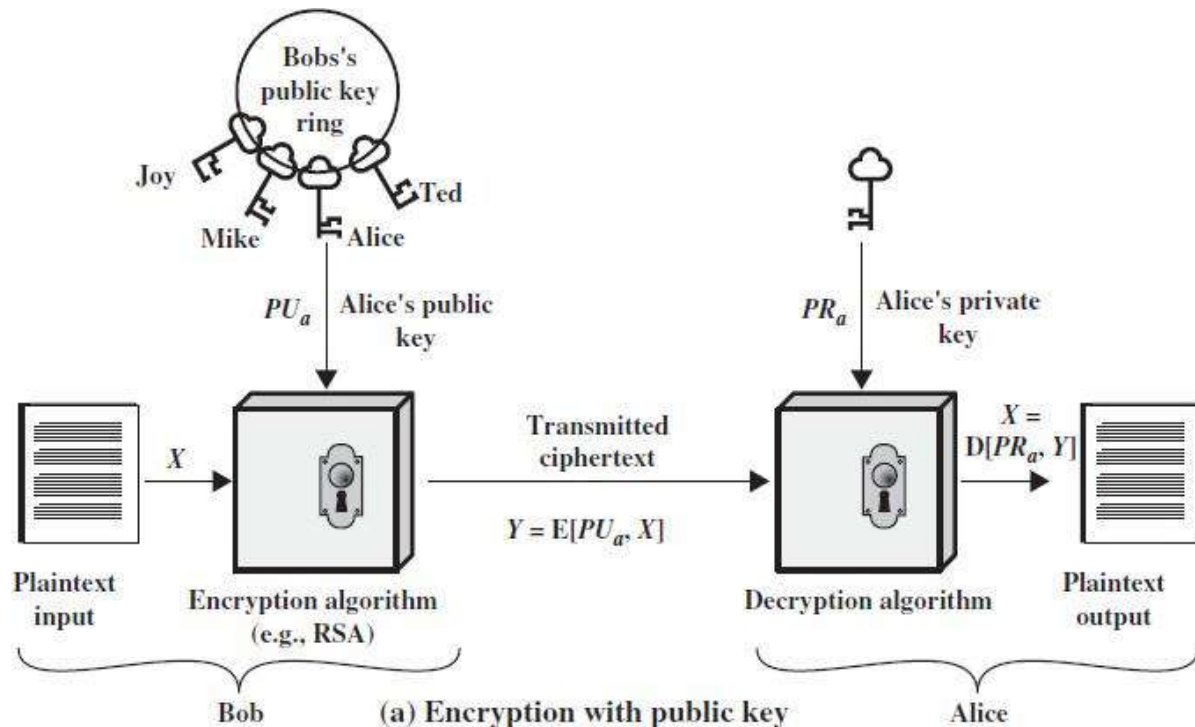 Bobs's
public key
ring
Joy
Ted
Mike
Alice
PUₐ
Alice's public
key
PRₐ
Alice's private
key
X
Transmitted
ciphertext
Y = E[PUₐ, X]
X =
D[PRₐ, Y]
Plaintext
input
Encryption algorithm
(e.g., RSA)
Decryption algorithm
Plaintext
output
Bob
(a) Encryption with public key
Alice